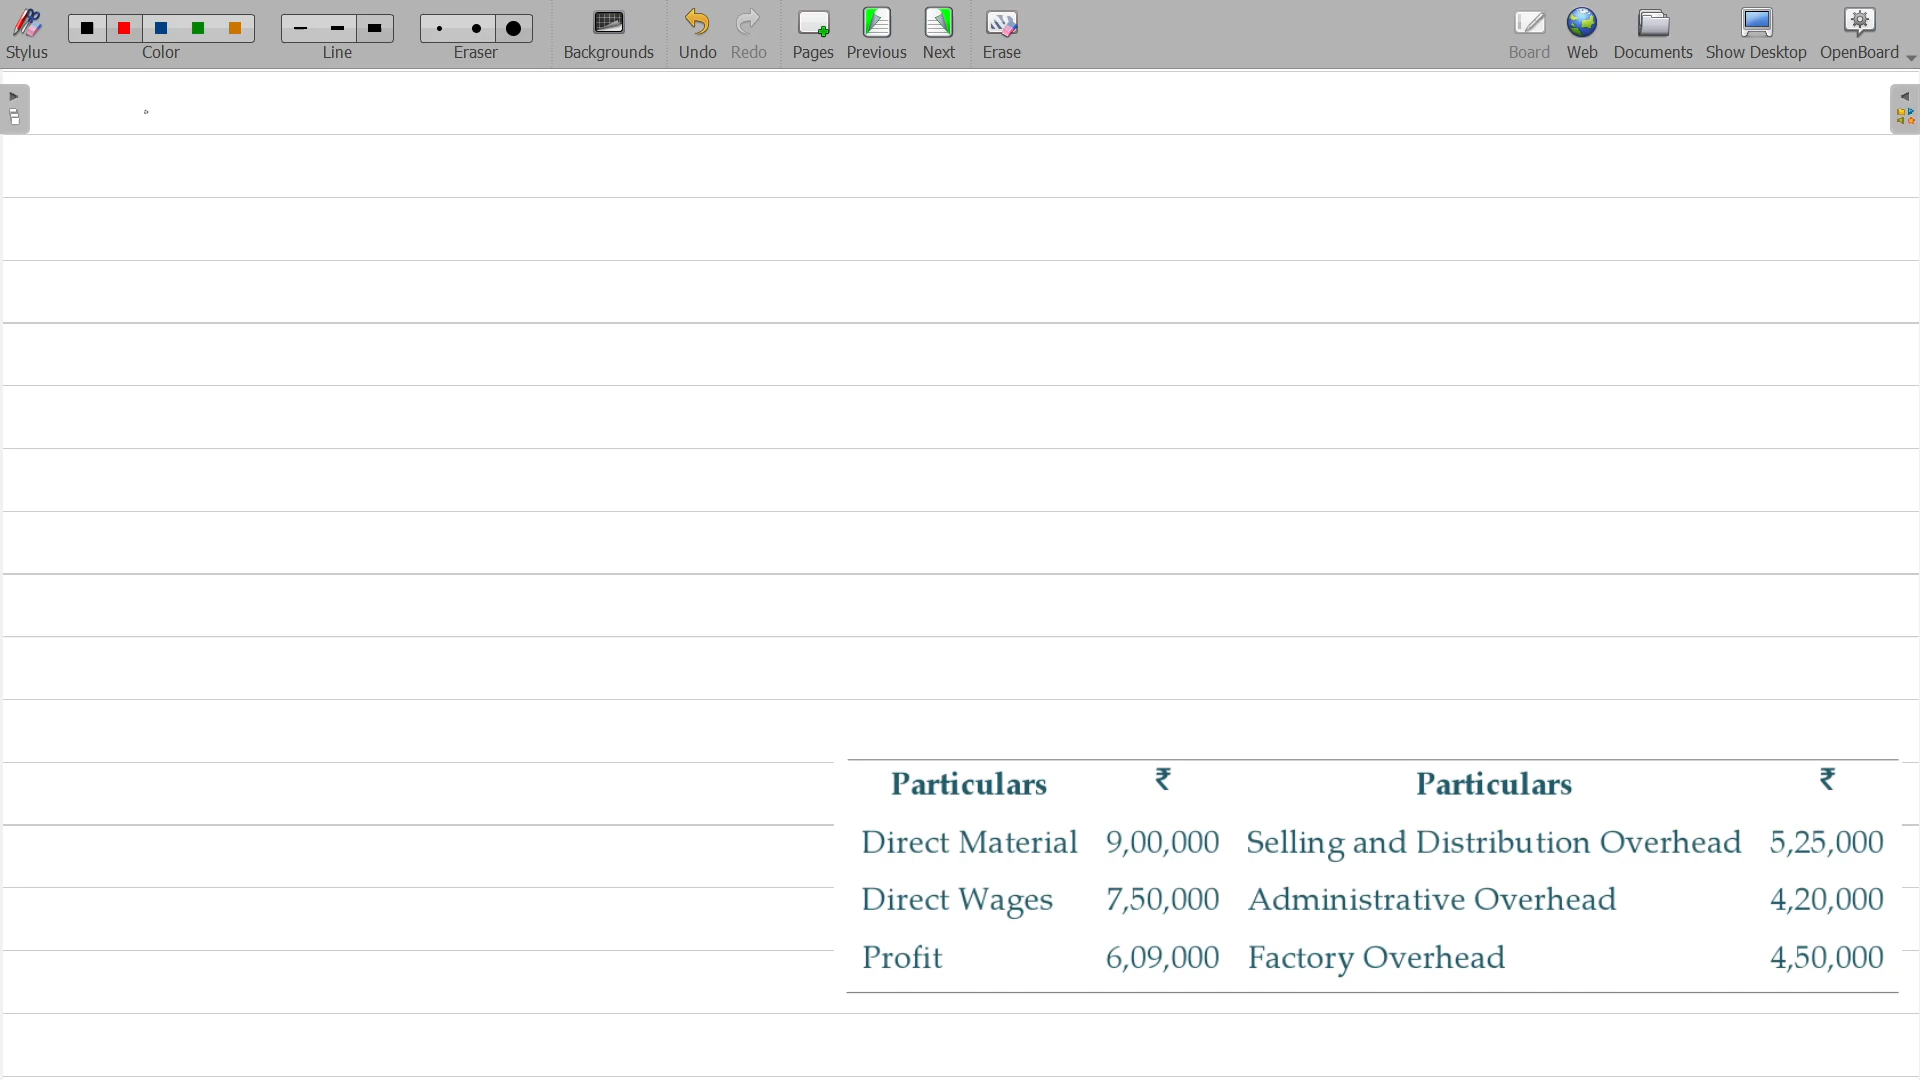 Stylus Color Line Eraser Backgrounds Undo Redo Pages Previous Next Erase Board Web Documents Show Desktop OpenBoard
Particulars ₹ Particulars ₹
Direct Material 9,00,000 Selling and Distribution Overhead 5,25,000
Direct Wages 7,50,000 Administrative Overhead 4,20,000
Profit 6,09,000 Factory Overhead 4,50,000